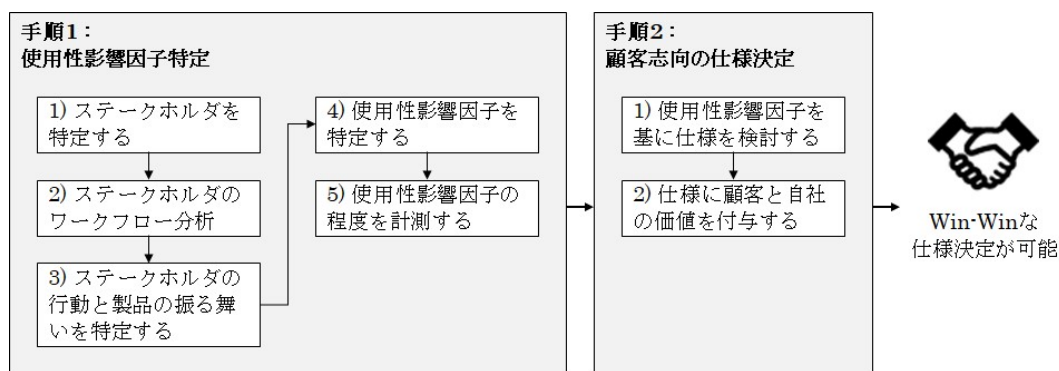 手順1：
使用性影響因子特定
1) ステークホルダを
特定する
2) ステークホルダの
ワークフロー分析
3) ステークホルダの
行動と製品の振る舞
いを特定する
4) 使用性影響因子を
特定する
5) 使用性影響因子の
程度を計測する
手順2：
顧客志向の仕様決定
1) 使用性影響因子を
基に仕様を検討する
2) 仕様に顧客と自社
の価値を付与する
Win-Winな
仕様決定が可能